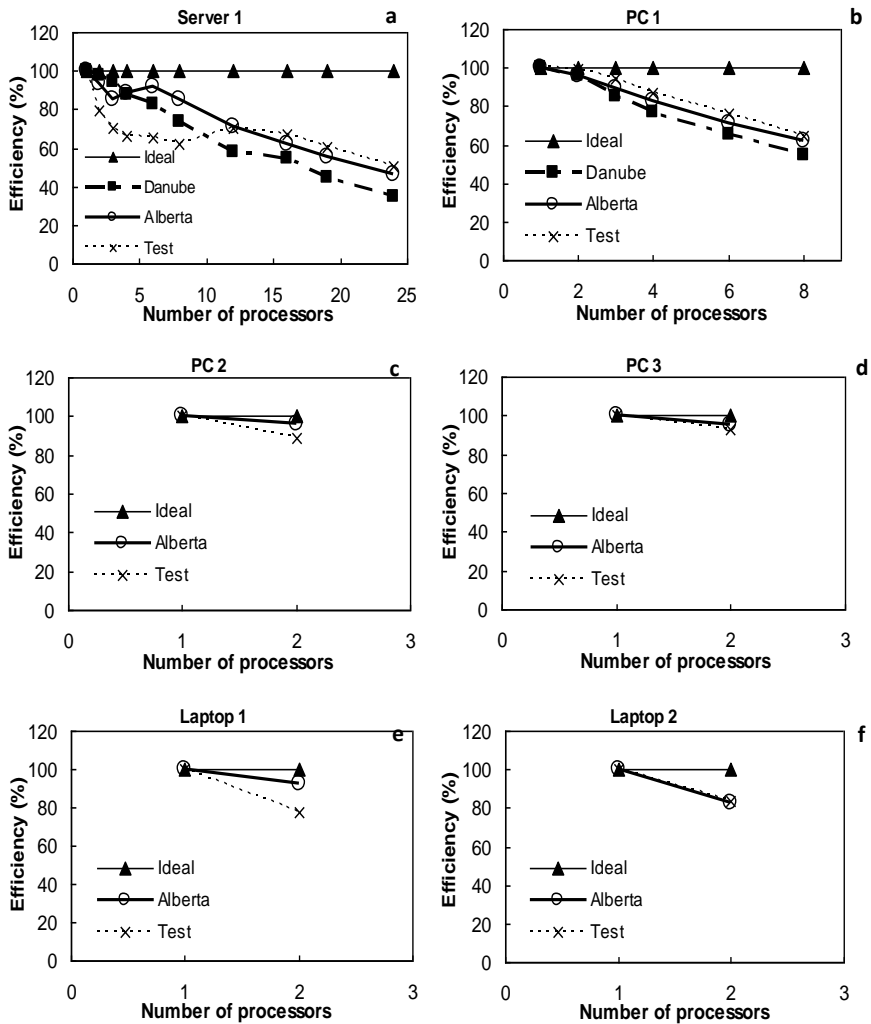 Server 1
a
Efficiency (%)
120
100
80
60
40
20
0
Ideal
Danube
Alberta
Test
0 5 10 15 20 25
Number of processors
PC 1
b
Efficiency (%)
120
100
80
60
40
20
0
Ideal
Danube
Alberta
Test
0 2 4 6 8
Number of processors
PC 2
c
Efficiency (%)
120
100
80
60
40
20
0
Ideal
Alberta
Test
0 1 2 3
Number of processors
PC 3
d
Efficiency (%)
120
100
80
60
40
20
0
Ideal
Alberta
Test
0 1 2 3
Number of processors
Laptop 1
e
Efficiency (%)
120
100
80
60
40
20
0
Ideal
Alberta
Test
0 1 2 3
Number of processors
Laptop 2
f
Efficiency (%)
120
100
80
60
40
20
0
Ideal
Alberta
Test
0 1 2 3
Number of processors